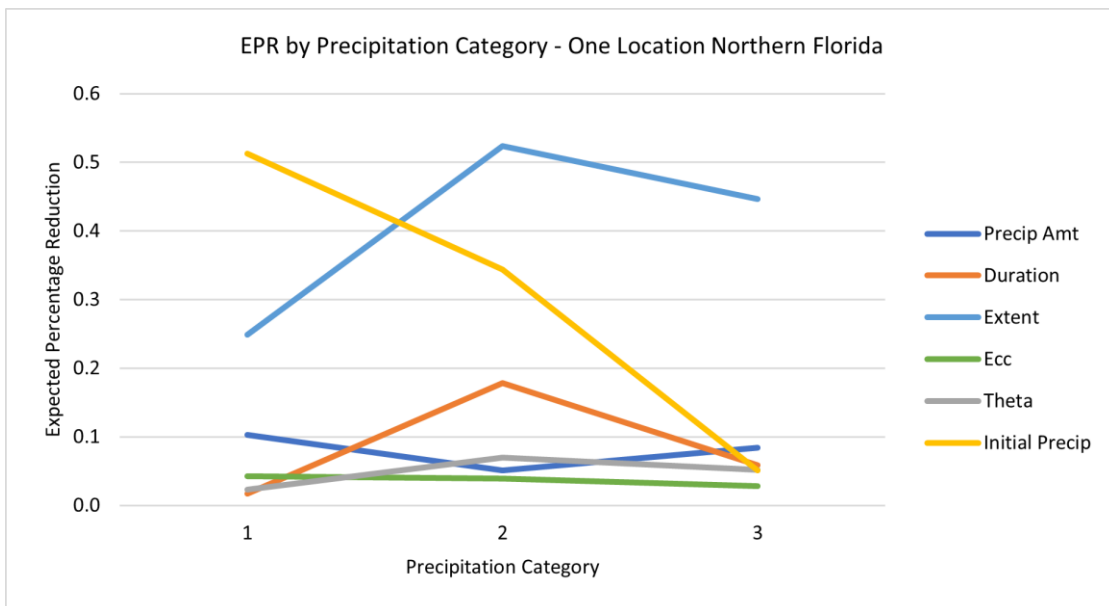 EPR by Precipitation Category - One Location Northern Florida
Expected Percentage Reduction
0.6
0.5
0.4
0.3
0.2
0.1
0.0
1
2
3
Precipitation Category
Precip Amt
Duration
Extent
Ecc
Theta
Initial Precip